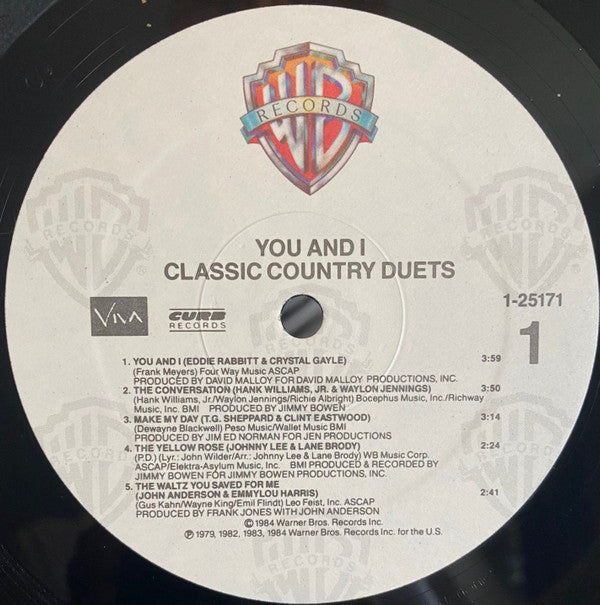 WB
RECORDS
YOU AND I
CLASSIC COUNTRY DUETS
VIVA
CURB
RECORDS
1-25171
1
1. YOU AND I (EDDIE RABBITT & CRYSTAL GAYLE) 3:59
(Frank Meyers) Four Way Music ASCAP
PRODUCED BY DAVID MALLOY FOR DAVID MALLOY PRODUCTIONS, INC.
2. THE CONVERSATION (HANK WILLIAMS, JR. & WAYLON JENNINGS) 3:50
(Hank Williams, Jr./Waylon Jennings/Richie Albright) Bocephus Music, Inc./Richway
Music, Inc. BMI PRODUCED BY JIMMY BOWEN
3. MAKE MY DAY (T.G. SHEPPARD & CLINT EASTWOOD) 3:14
(Dewayne Blackwell) Peso Music/Wallet Music BMI
PRODUCED BY JIM ED NORMAN FOR JEN PRODUCTIONS
4. THE YELLOW ROSE (JOHNNY LEE & LANE BRODY) 2:24
(P.D.) (Lyr.: John Wilder/Arr.: Johnny Lee & Lane Brody) WB Music Corp.
ASCAP/Elektra-Asylum Music, Inc. BMI PRODUCED & RECORDED BY
JIMMY BOWEN FOR JIMMY BOWEN PRODUCTIONS, INC.
5. THE WALTZ YOU SAVED FOR ME
(JOHN ANDERSON & EMMYLOU HARRIS) 2:41
(Gus Kahn/Wayne King/Emil Flindt) Leo Feist, Inc. ASCAP
PRODUCED BY FRANK JONES WITH JOHN ANDERSON
© 1984 Warner Bros. Records Inc.
℗ 1979, 1982, 1983, 1984 Warner Bros. Records Inc. for the U.S.